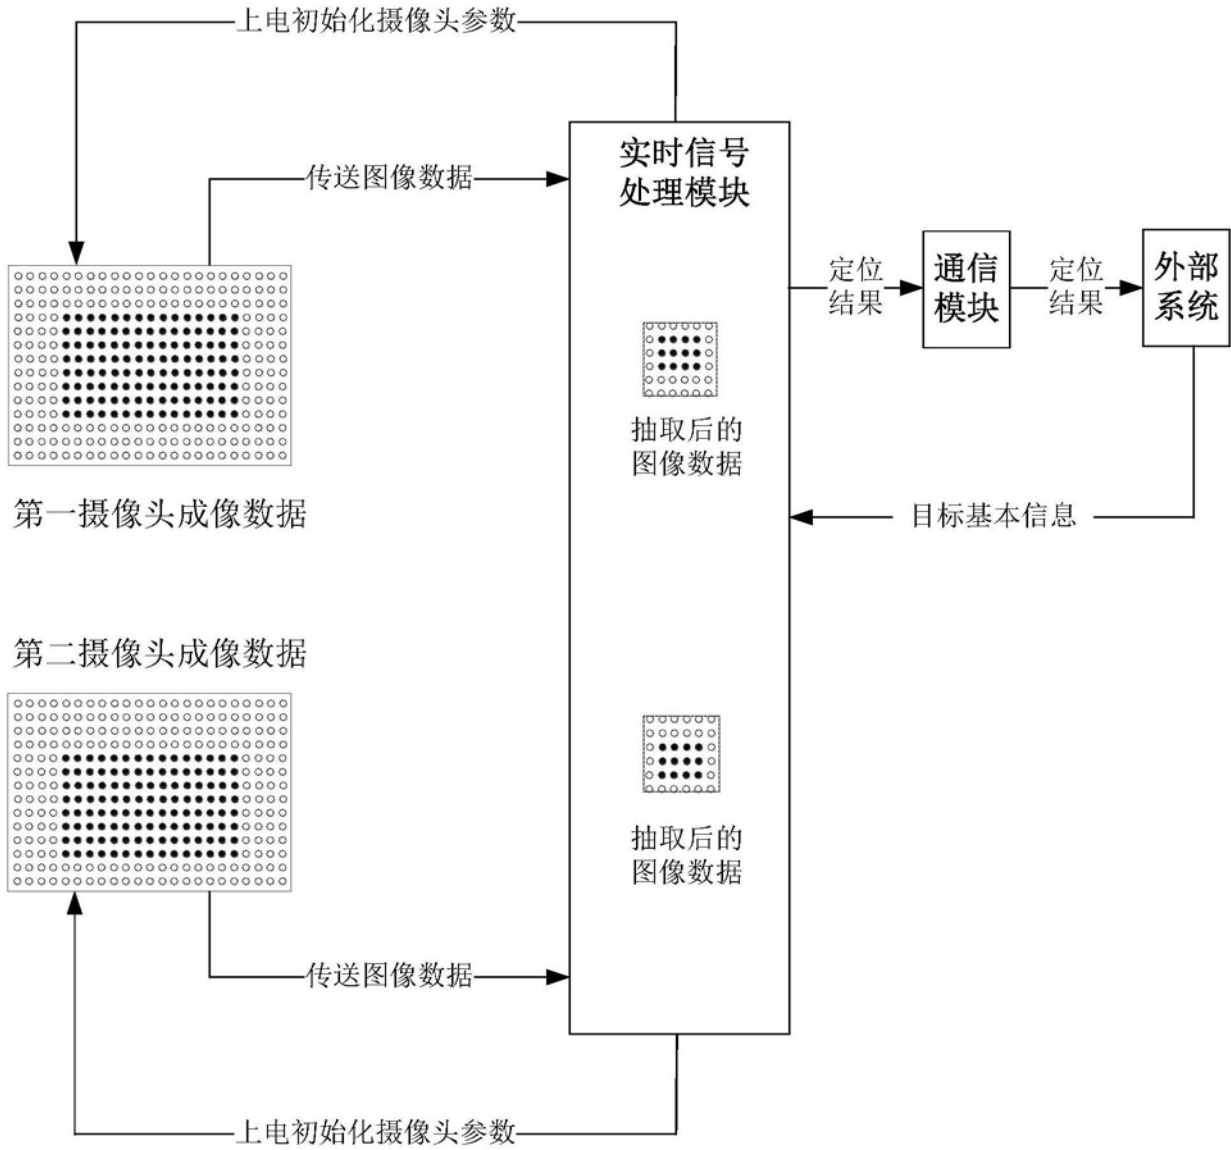 上电初始化摄像头参数
实时信号
处理模块
传送图像数据
定位
结果
通信
模块
定位
结果
外部
系统
抽取后的
图像数据
第一摄像头成像数据
目标基本信息
第二摄像头成像数据
抽取后的
图像数据
传送图像数据
上电初始化摄像头参数